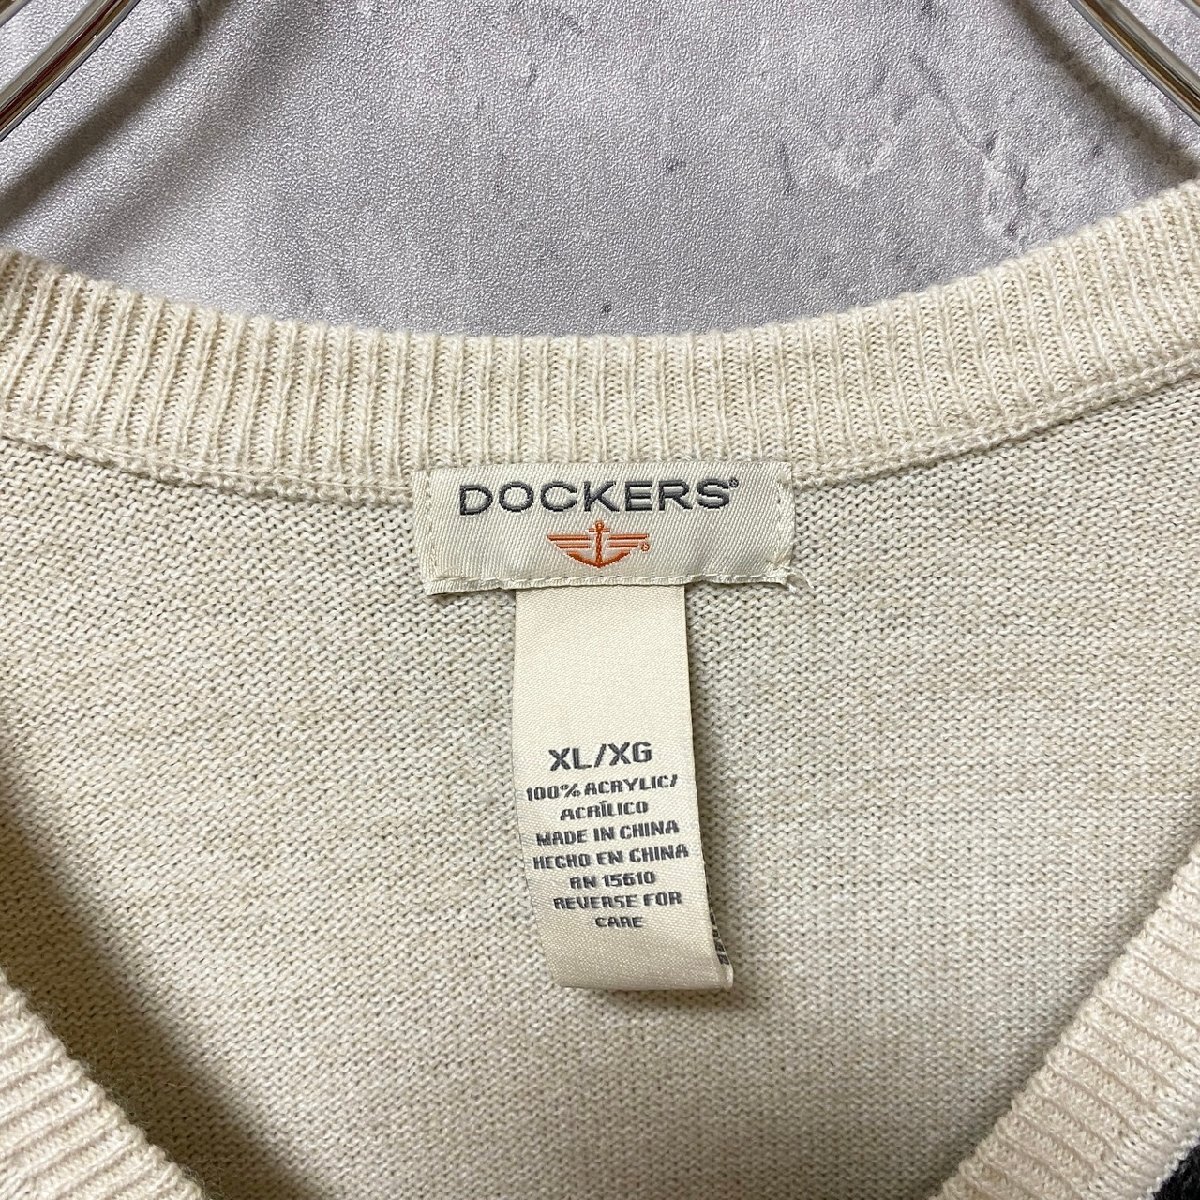 DOCKERS®
®
XL/XG
100% ACRYLIC/
ACRÍLICO
MADE IN CHINA
HECHO EN CHINA
RN 15610
REVERSE FOR
CARE